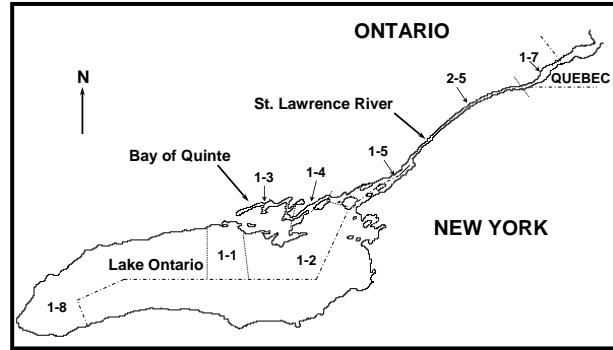 ONTARIO
N
1-7
QUEBEC
2-5
St. Lawrence River
Bay of Quinte
1-5
1-3
1-4
NEW YORK
Lake Ontario
1-1
1-2
1-8